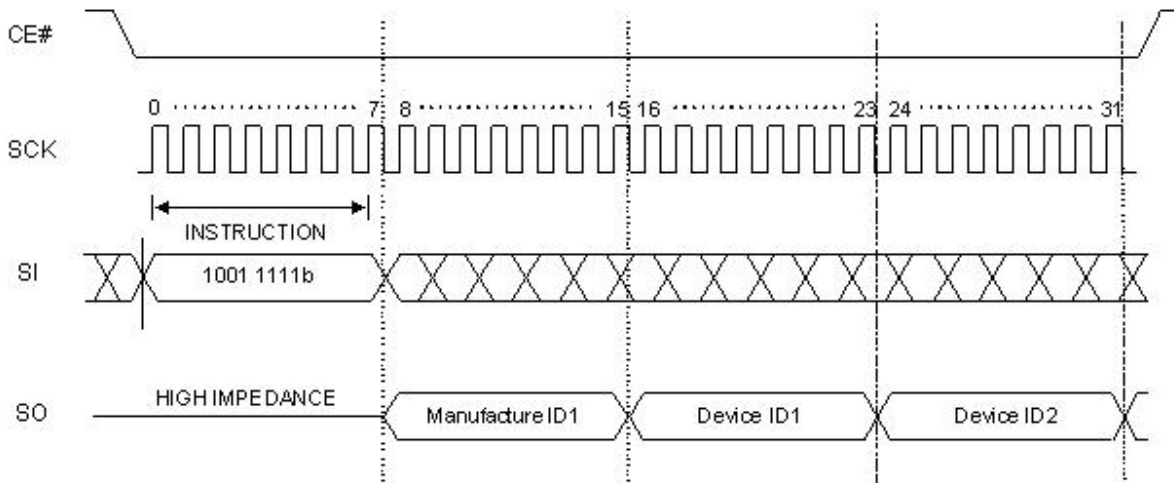 CE#
0 ·········· 7 8 ·········· 15 16 ·········· 23 24 ·········· 31
SCK
INSTRUCTION
SI 1001 1111b
HIGH IMPEDANCE
SO Manufacture ID1 Device ID1 Device ID2